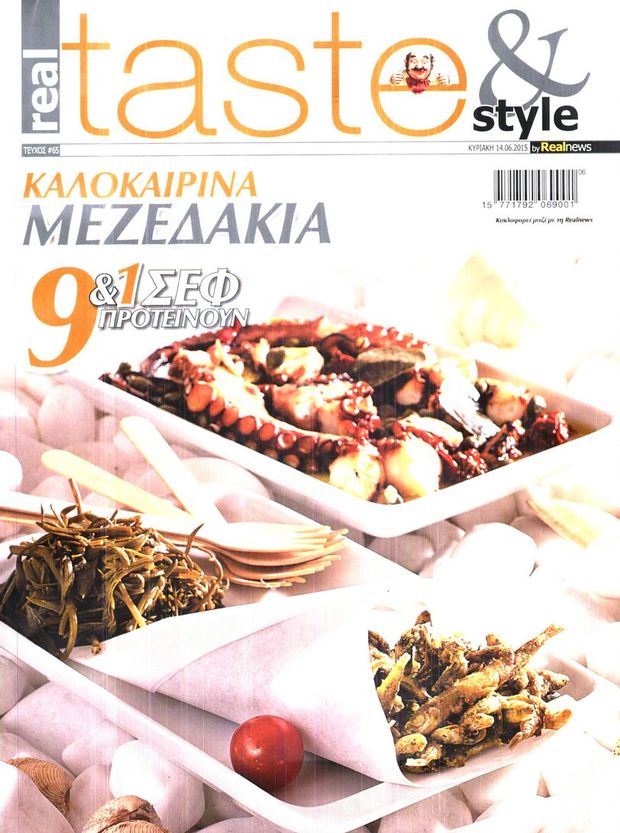 real taste & style
ΤΕΥΧΟΣ #65
ΚΥΡΙΑΚΗ 14.06.2015 by Realnews
ΚΑΛΟΚΑΙΡΙΝΑ
ΜΕΖΕΔΑΚΙΑ
9 &1 ΣΕΦ
ΠΡΟΤΕΙΝΟΥΝ
06
15 771792 069001
Κυκλοφορεί μαζί με τη Realnews